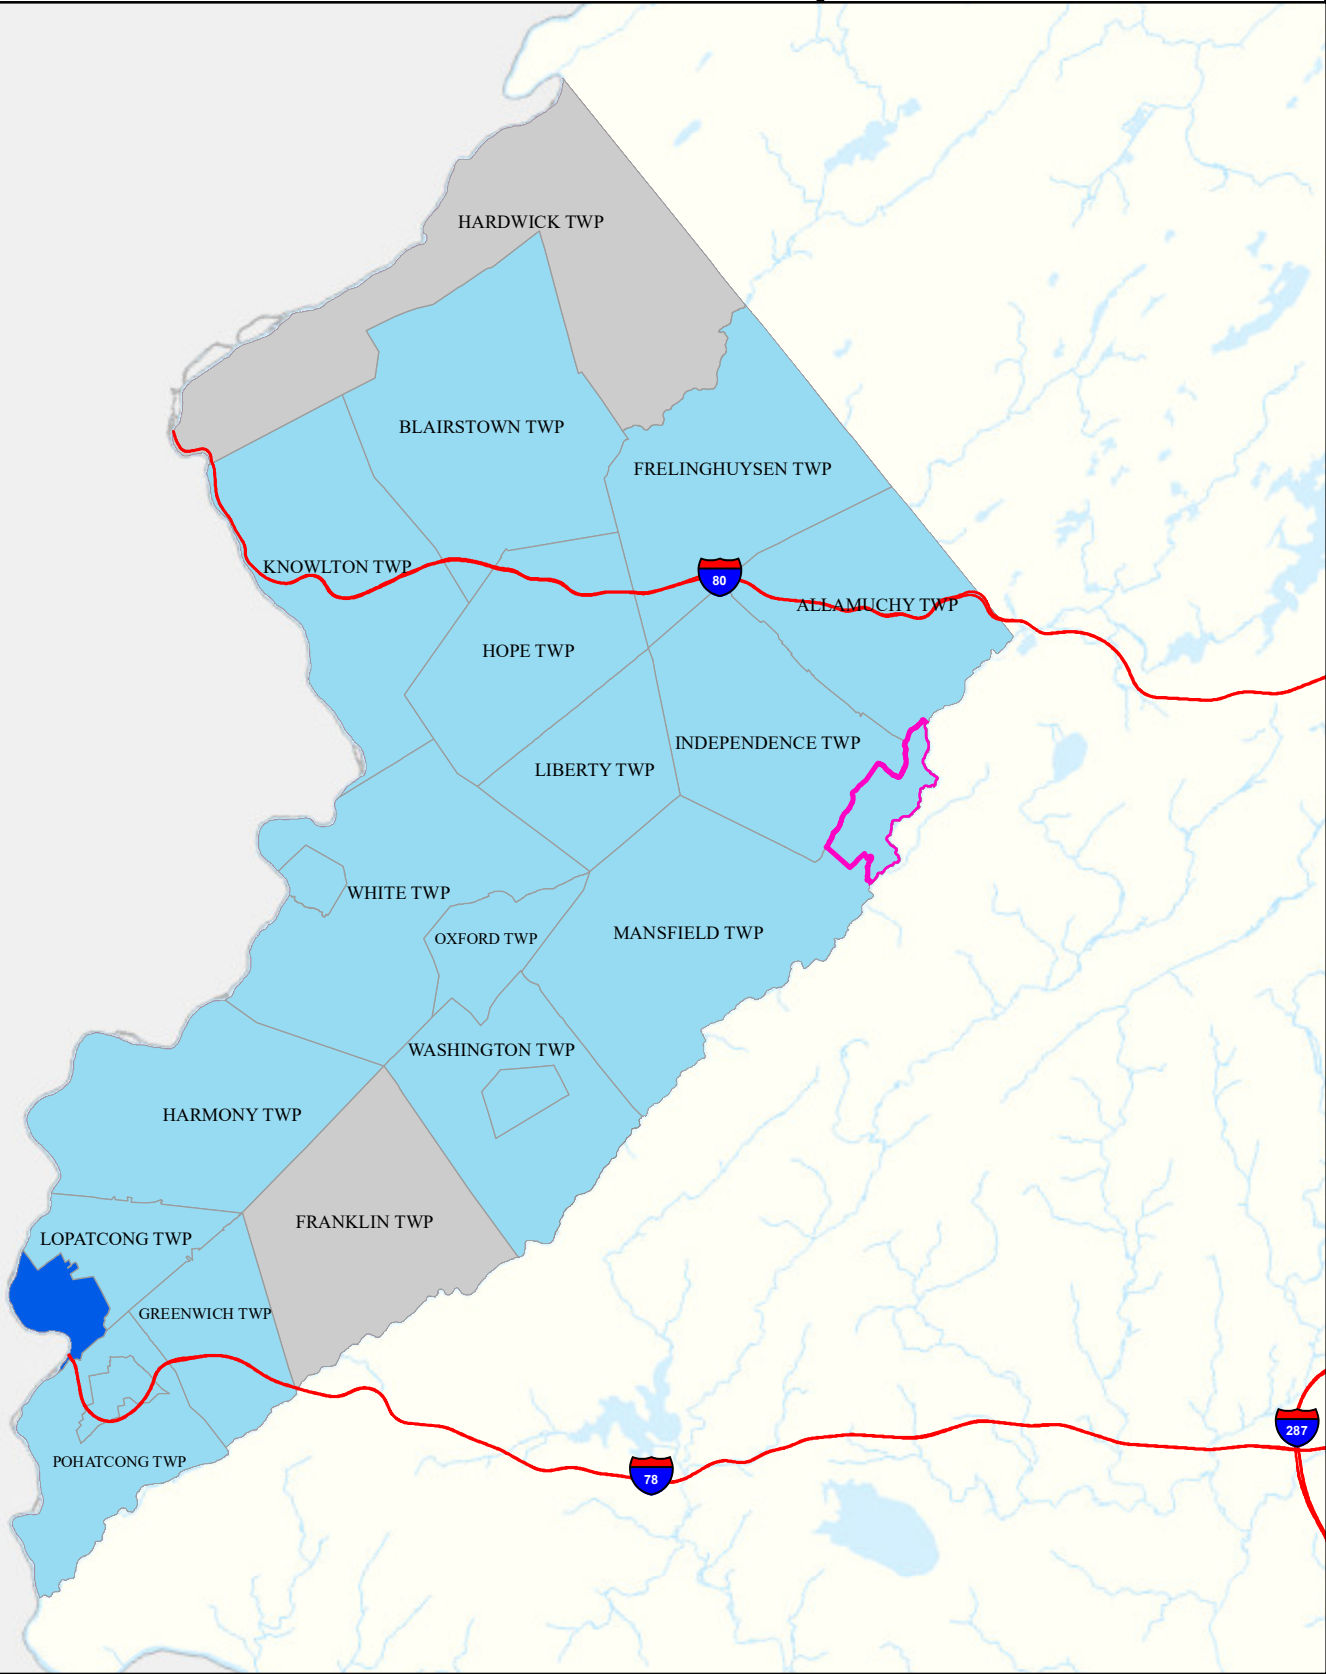 HARDWICK TWP
BLAIRSTOWN TWP
FRELINGHUYSEN TWP
KNOWLTON TWP
80
ALLAMUCHY TWP
HOPE TWP
INDEPENDENCE TWP
LIBERTY TWP
WHITE TWP
OXFORD TWP
MANSFIELD TWP
WASHINGTON TWP
HARMONY TWP
FRANKLIN TWP
LOPATCONG TWP
GREENWICH TWP
287
POHATCONG TWP
78